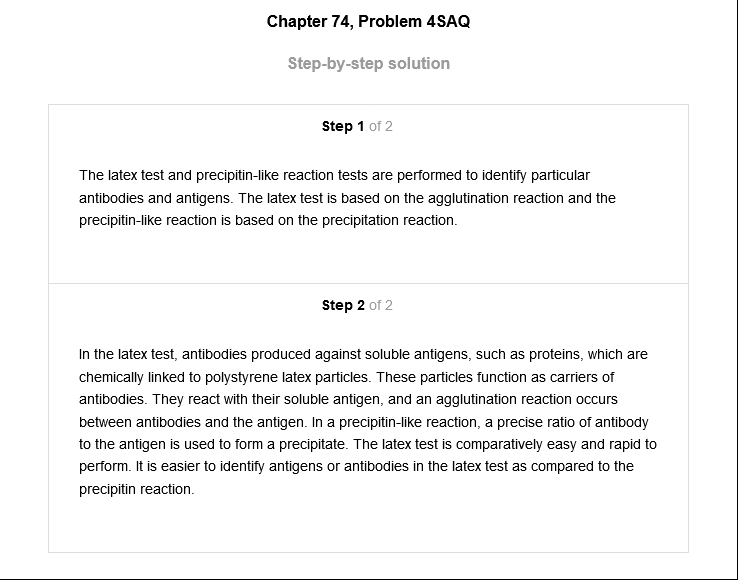 Chapter 74, Problem 4SAQ
Step-by-step solution
Step 1 of 2
The latex test and precipitin-like reaction tests are performed to identify particular
antibodies and antigens. The latex test is based on the agglutination reaction and the
precipitin-like reaction is based on the precipitation reaction.
Step 2 of 2
In the latex test, antibodies produced against soluble antigens, such as proteins, which are
chemically linked to polystyrene latex particles. These particles function as carriers of
antibodies. They react with their soluble antigen, and an agglutination reaction occurs
between antibodies and the antigen. In a precipitin-like reaction, a precise ratio of antibody
to the antigen is used to form a precipitate. The latex test is comparatively easy and rapid to
perform. It is easier to identify antigens or antibodies in the latex test as compared to the
precipitin reaction.